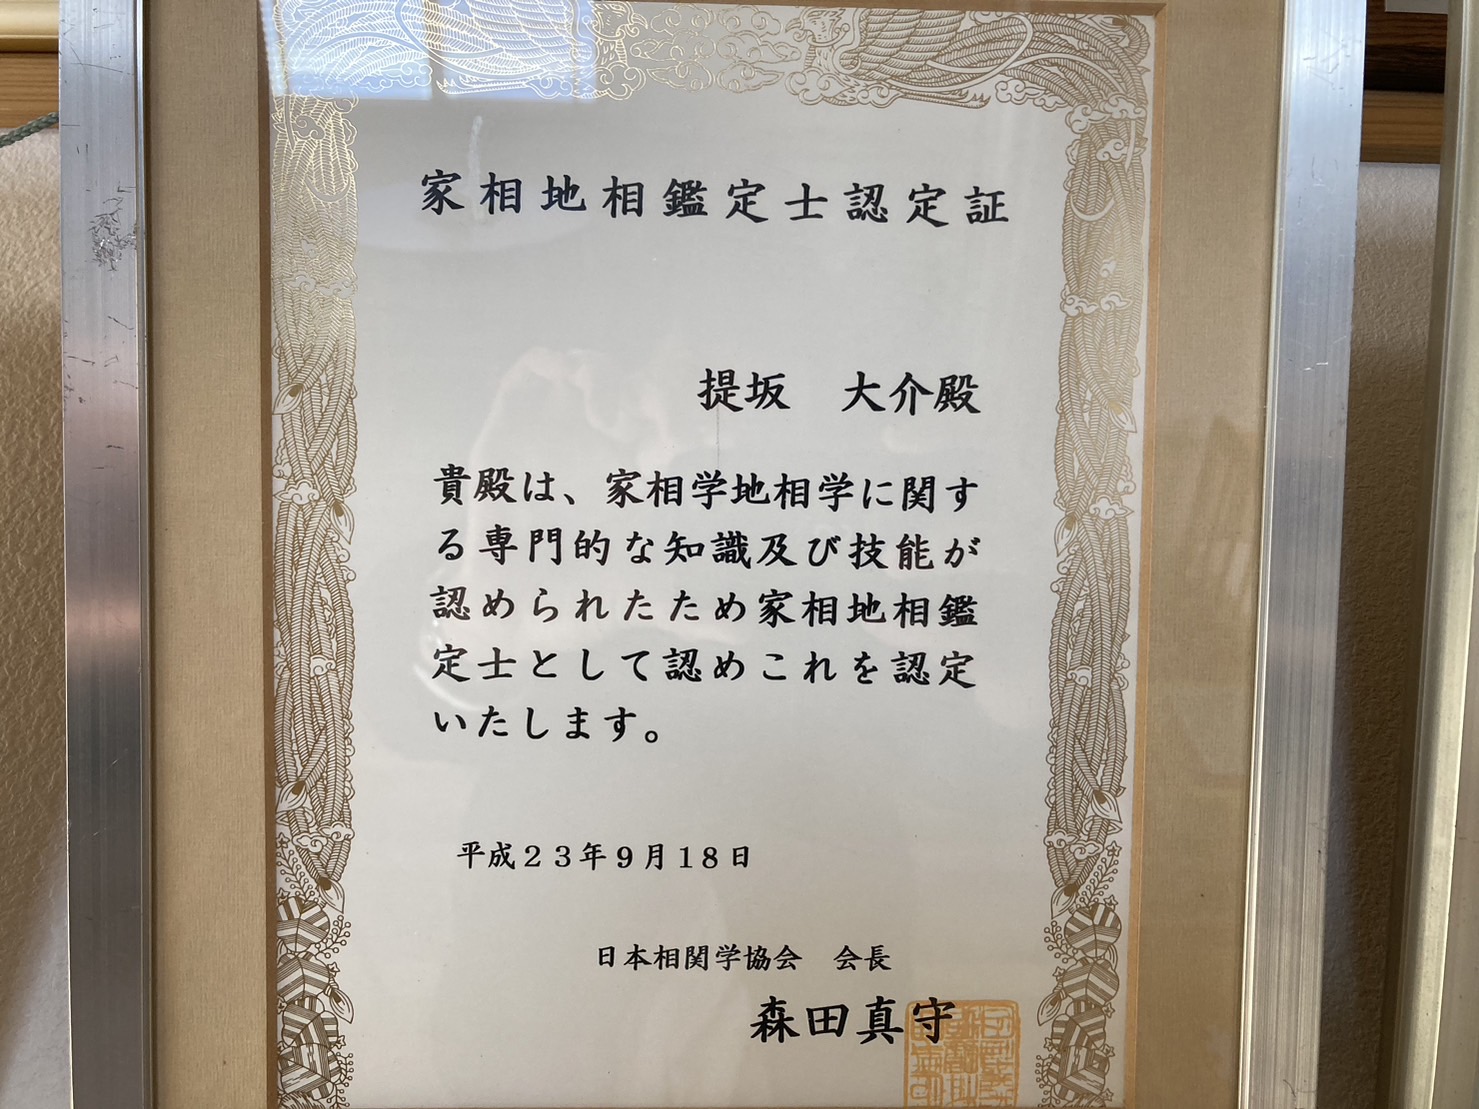 家相地相鑑定士認定証
提坂　大介殿
貴殿は、家相学地相学に関す
る専門的な知識及び技能が
認められたため家相地相鑑
定士として認めこれを認定
いたします。
平成２３年９月１８日
日本相関学協会　会長
森田真守